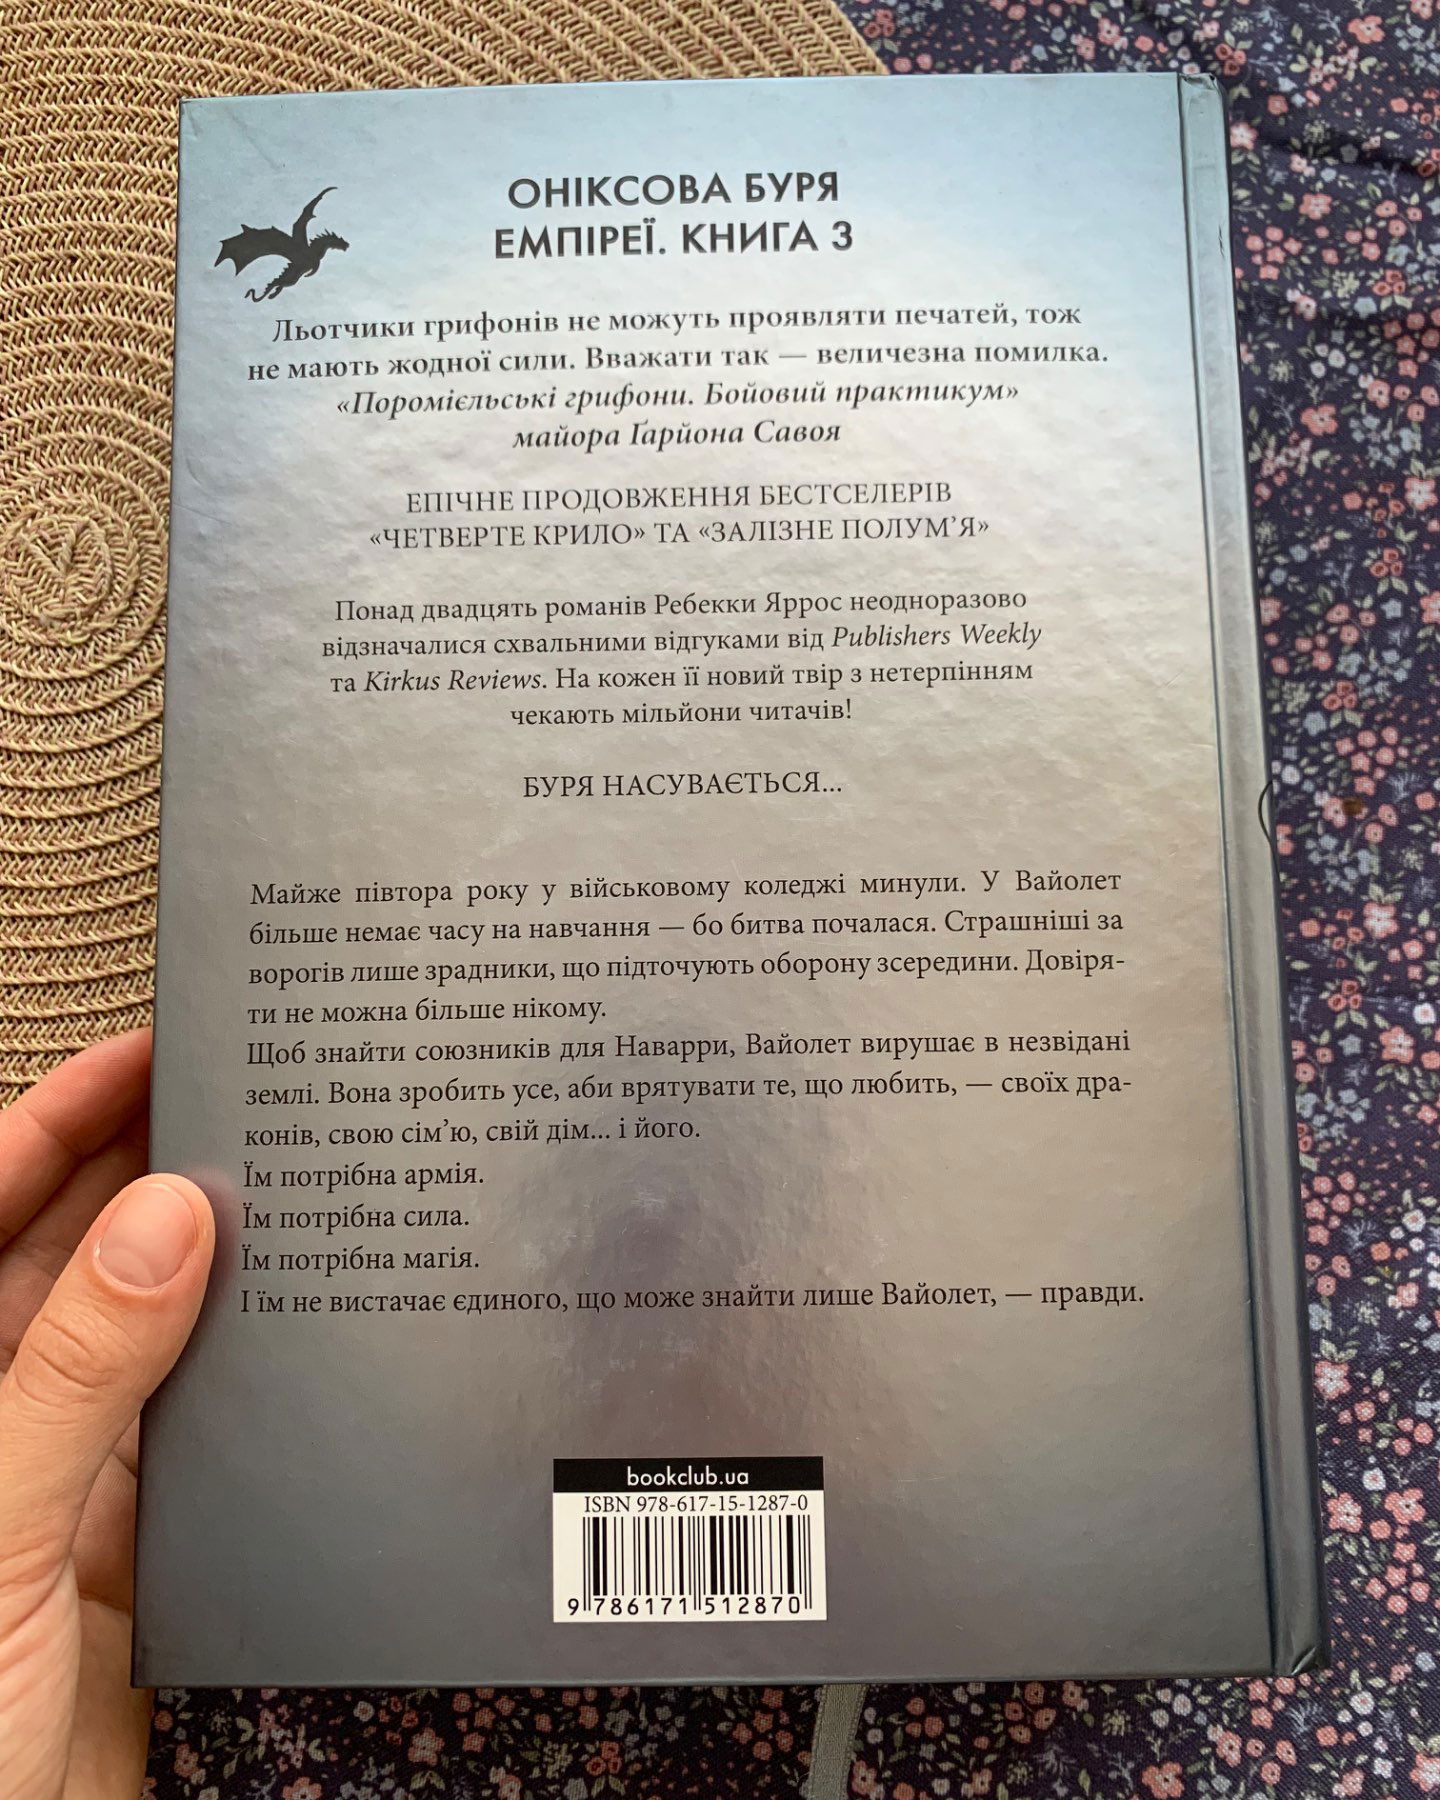 ОНІКСОВА БУРЯ
ЕМПІРЕЇ. КНИГА 3
Льотчики грифонів не можуть проявляти печатей, тож
не мають жодної сили. Вважати так — величезна помилка.
«Поромієльські грифони. Бойовий практикум»
майора Ґарйона Савоя
ЕПІЧНЕ ПРОДОВЖЕННЯ БЕСТСЕЛЕРІВ
«ЧЕТВЕРТЕ КРИЛО» ТА «ЗАЛІЗНЕ ПОЛУМ’Я»
Понад двадцять романів Ребекки Яррос неодноразово
відзначалися схвальними відгуками від Publishers Weekly
та Kirkus Reviews. На кожен її новий твір з нетерпінням
чекають мільйони читачів!
БУРЯ НАСУВАЄТЬСЯ...
Майже півтора року у військовому коледжі минули. У Вайолет
більше немає часу на навчання — бо битва почалася. Страшніші за
ворогів лише зрадники, що підточують оборону зсередини. Довіря-
ти не можна більше нікому.
Щоб знайти союзників для Наварри, Вайолет вирушає в незвідані
землі. Вона зробить усе, аби врятувати те, що любить, — своїх дра-
конів, свою сім’ю, свій дім... і його.
Їм потрібна армія.
Їм потрібна сила.
Їм потрібна магія.
І їм не вистачає єдиного, що може знайти лише Вайолет, — правди.
bookclub.ua
ISBN 978-617-15-1287-0
9 786171 512870